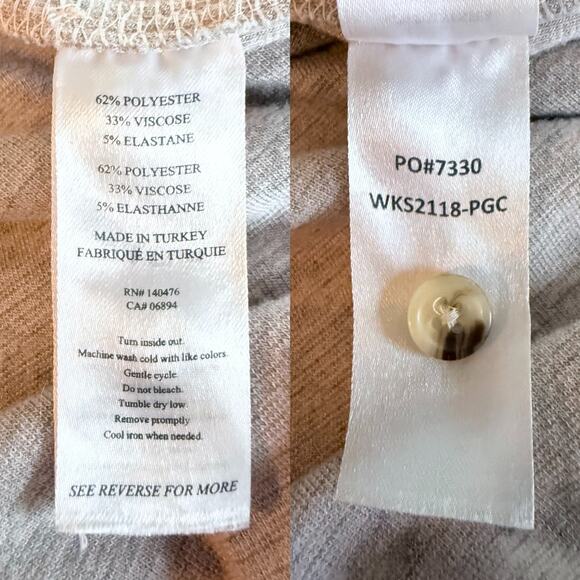 62% POLYESTER
33% VISCOSE
5% ELASTANE
62% POLYESTER
33% VISCOSE
5% ELASTHANNE
MADE IN TURKEY
FABRIQUÉ EN TURQUIE
RN# 140476
CA# 06894
Turn inside out.
Machine wash cold with like colors.
Gentle cycle.
Do not bleach.
Tumble dry low.
Remove promptly
Cool iron when needed.
SEE REVERSE FOR MORE
PO#7330
WKS2118-PGC